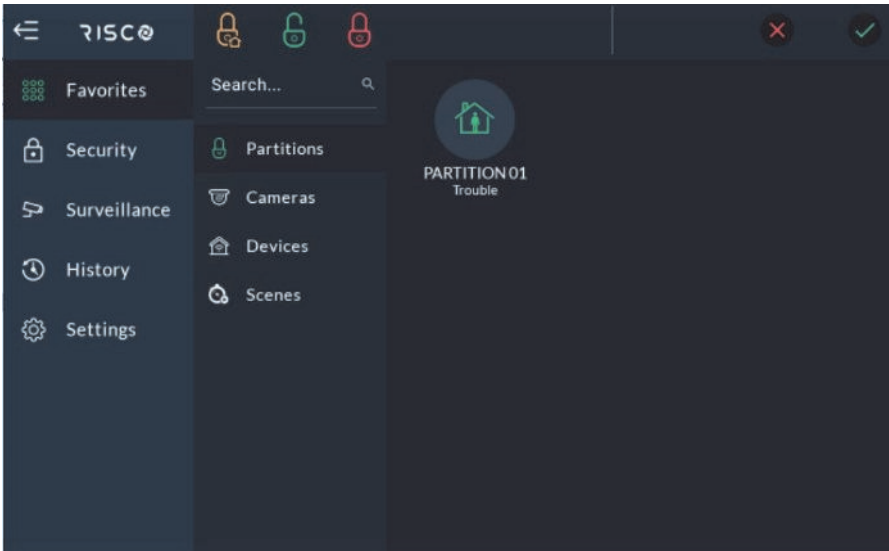 RISCO
Favorites
Security
Surveillance
History
Settings
Search...
Partitions
Cameras
Devices
Scenes
PARTITION 01
Trouble